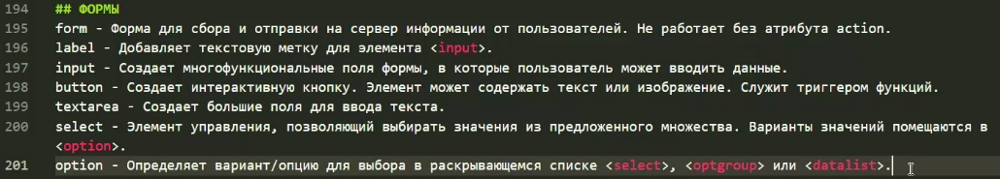 194 ## ФОРМЫ
195 form - Форма для сбора и отправки на сервер информации от пользователей. Не работает без атрибута action.
196 label - Добавляет текстовую метку для элемента <input>.
197 input - Создает многофункциональные поля формы, в которые пользователь может вводить данные.
198 button - Создает интерактивную кнопку. Элемент может содержать текст или изображение. Служит триггером функций.
199 textarea - Создает большие поля для ввода текста.
200 select - Элемент управления, позволяющий выбирать значения из предложенного множества. Варианты значений помещаются в
<option>.
201 option - Определяет вариант/опцию для выбора в раскрывающемся списке <select>, <optgroup> или <datalist>.